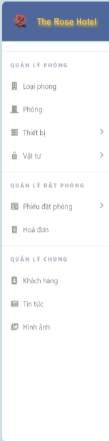 The Rose Hotel
QUẢN LÝ PHÒNG
Loại phòng
Phòng
Thiết bị
Vật tư
QUẢN LÝ ĐẶT PHÒNG
Phiếu đặt phòng
Hoá đơn
QUẢN LÝ CHUNG
Khách hàng
Tin tức
Hình ảnh